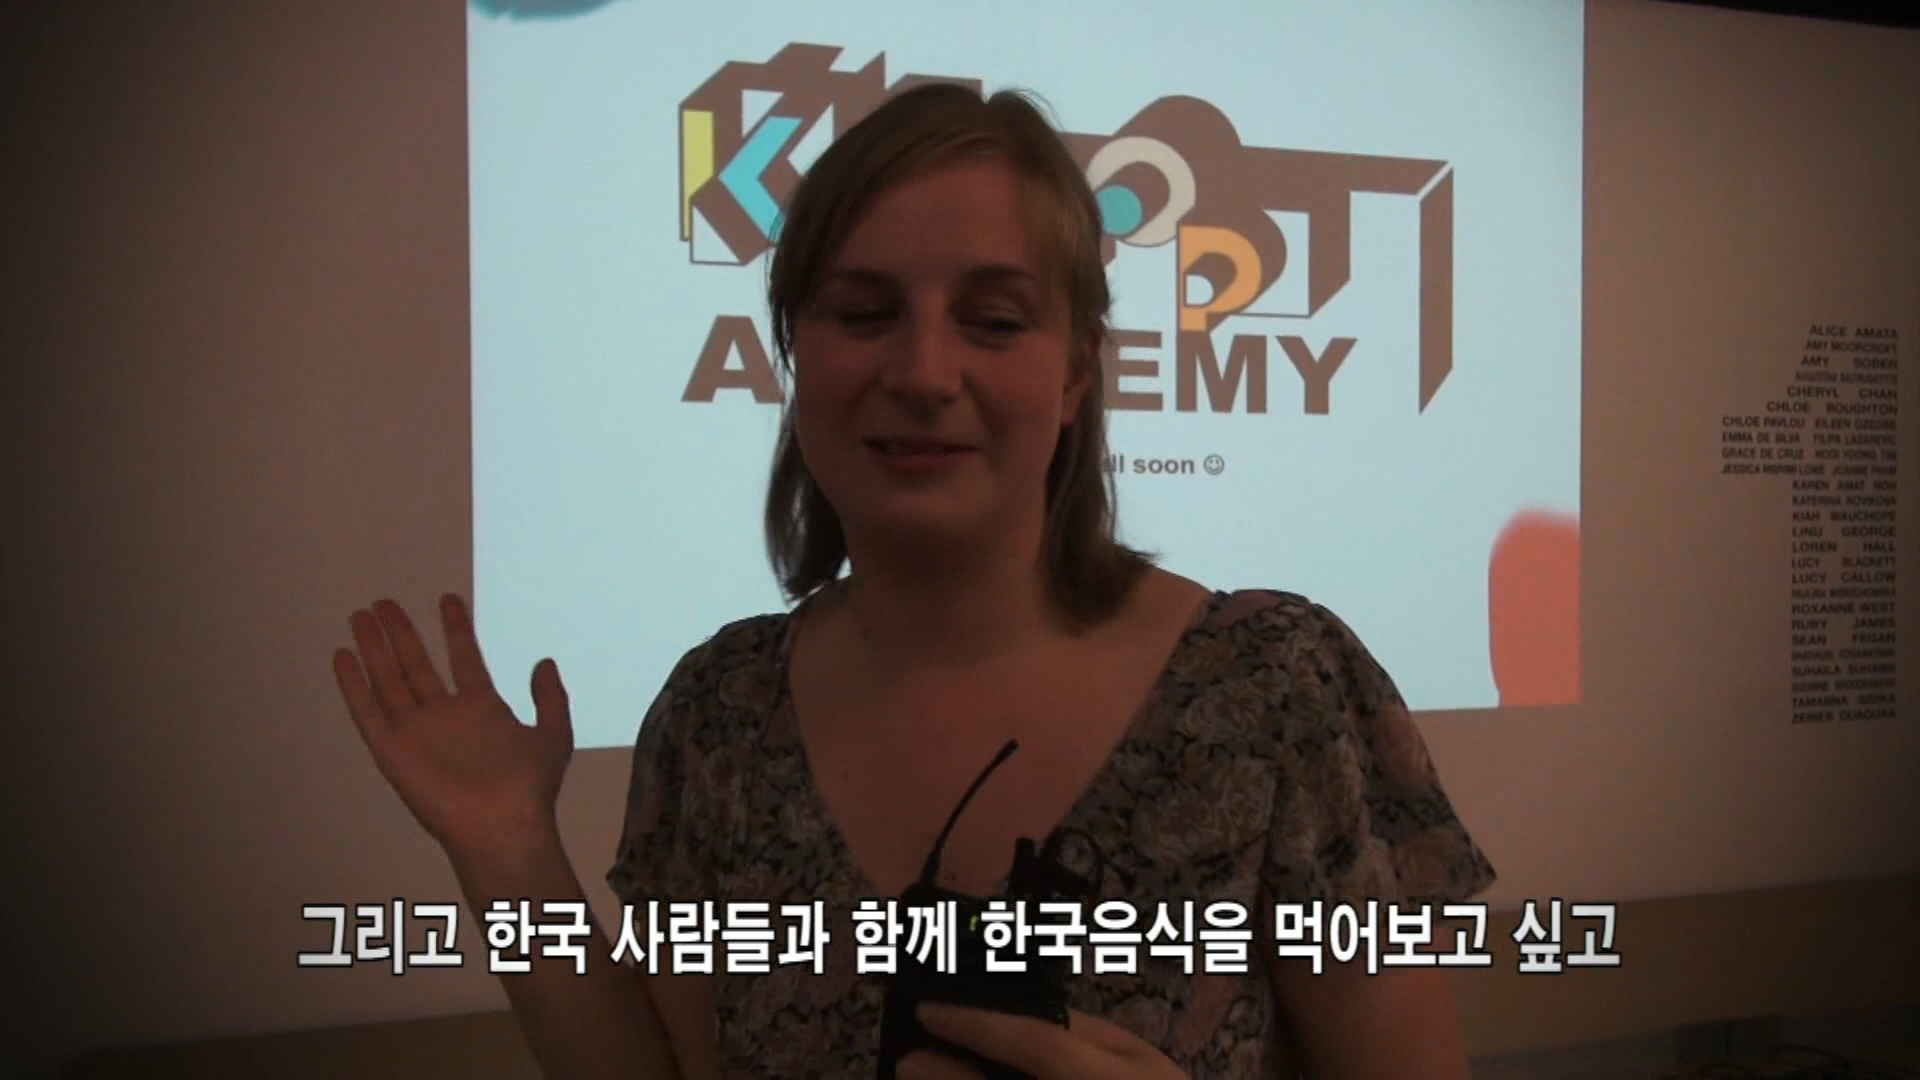 K
POP
A EMY
ll soon ☺
ALICE AMATA
AMY MOORCROFT
AMY SOBER
CHERYL CHAN
CHLOE BOUGHTON
CHLOE PAVLOU EILEEN OZEGBE
EMMA DE SILVA FILIPA LAZAREVIC
GRACE DE CRUZ HOOI YOONG TIM
JESSICA LOWE JOANNE PHAM
KAREN AMAT NOH
KATERINA NOVIKOVA
KIAH WAUCHOPE
LINU GEORGE
LOREN HALL
LUCY BLACKETT
LUCY CALLOW
ROXANNE WEST
RUBY JAMES
SEAN FEGAN
SUHAILA SUHAIMI
TAMANNA
ZEINEB OUAOUAA
그리고 한국 사람들과 함께 한국음식을 먹어보고 싶고